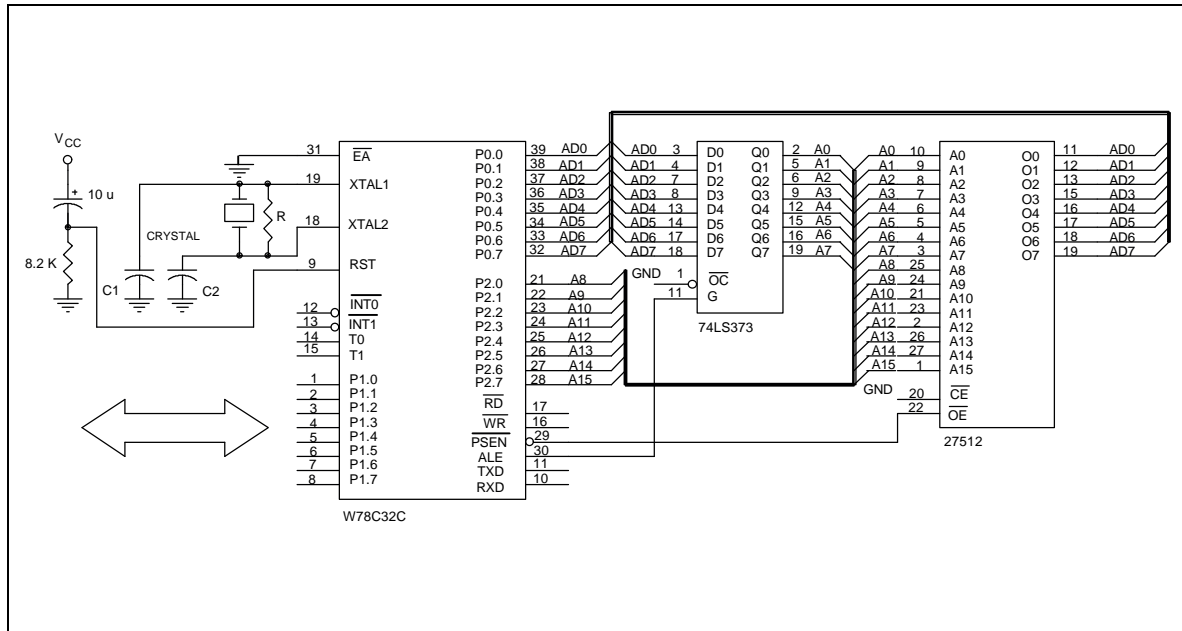 VCC
10 u
8.2 K
C1
CRYSTAL
C2
R
31 EA
19 XTAL1
18 XTAL2
9 RST
12 INT0
13 INT1
14 T0
15 T1
1 P1.0
2 P1.1
3 P1.2
4 P1.3
5 P1.4
6 P1.5
7 P1.6
8 P1.7
P0.0 39 AD0
P0.1 38 AD1
P0.2 37 AD2
P0.3 36 AD3
P0.4 35 AD4
P0.5 34 AD5
P0.6 33 AD6
P0.7 32 AD7
P2.0 21 A8
P2.1 22 A9
P2.2 23 A10
P2.3 24 A11
P2.4 25 A12
P2.5 26 A13
P2.6 27 A14
P2.7 28 A15
RD 17
WR 16
PSEN 29
ALE 30
TXD 11
RXD 10
W78C32C
AD0 3 D0 Q0 2 A0
AD1 4 D1 Q1 5 A1
AD2 7 D2 Q2 6 A2
AD3 8 D3 Q3 9 A3
AD4 13 D4 Q4 12 A4
AD5 14 D5 Q5 15 A5
AD6 17 D6 Q6 16 A6
AD7 18 D7 Q7 19 A7
GND 1 OC
11 G
74LS373
A0 10 A0 O0 11 AD0
A1 9 A1 O1 12 AD1
A2 8 A2 O2 13 AD2
A3 7 A3 O3 15 AD3
A4 6 A4 O4 16 AD4
A5 5 A5 O5 17 AD5
A6 4 A6 O6 18 AD6
A7 3 A7 O7 19 AD7
A8 25 A8
A9 24 A9
A10 21 A10
A11 23 A11
A12 2 A12
A13 26 A13
A14 27 A14
A15 1 A15
GND 20 CE
22 OE
27512